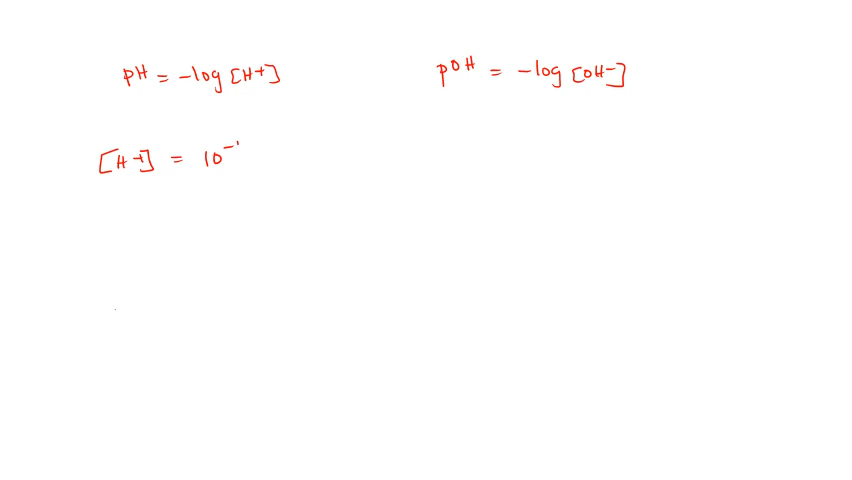 pH = -log [H+]
pOH = -log [OH-]
[H+] = 10-